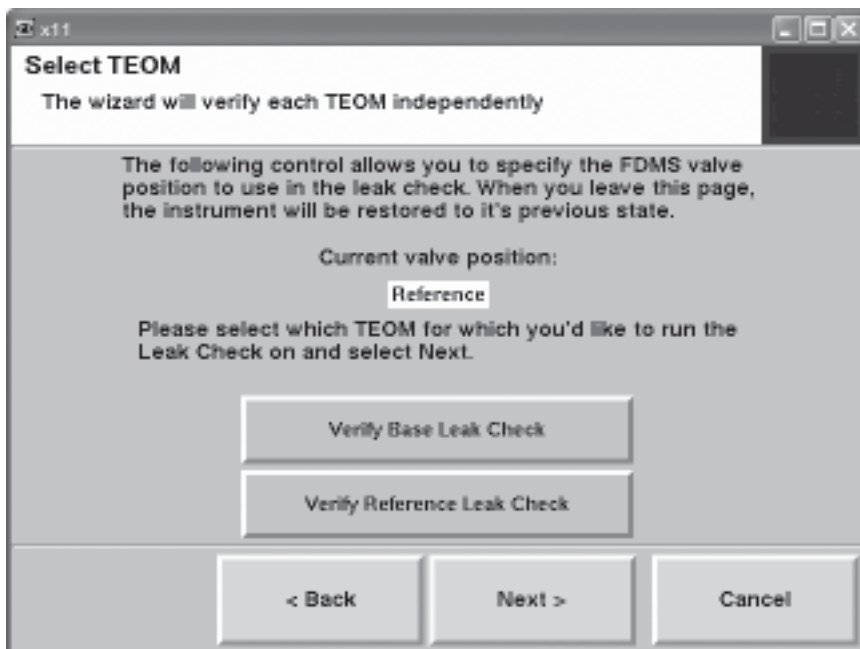 x11
Select TEOM
The wizard will verify each TEOM independently
The following control allows you to specify the FDMS valve
position to use in the leak check. When you leave this page,
the instrument will be restored to it's previous state.
Current valve position:
Reference
Please select which TEOM for which you'd like to run the
Leak Check on and select Next.
Verify Base Leak Check
Verify Reference Leak Check
< Back
Next >
Cancel